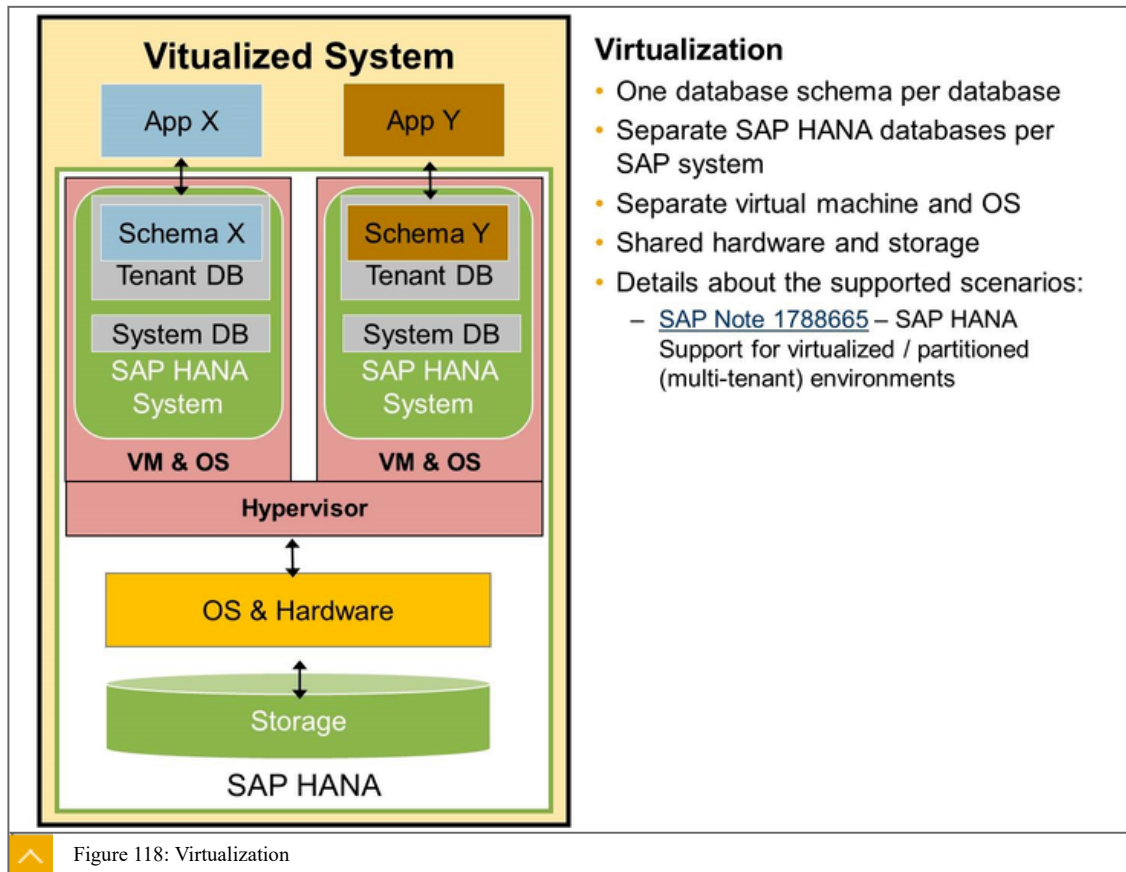 Vitualized System
App X
App Y
Schema X
Tenant DB
System DB
SAP HANA
System
VM & OS
Schema Y
Tenant DB
System DB
SAP HANA
System
VM & OS
Hypervisor
OS & Hardware
Storage
SAP HANA
Virtualization
• One database schema per database
• Separate SAP HANA databases per
SAP system
• Separate virtual machine and OS
• Shared hardware and storage
• Details about the supported scenarios:
– SAP Note 1788665 – SAP HANA
Support for virtualized / partitioned
(multi-tenant) environments
Figure 118: Virtualization